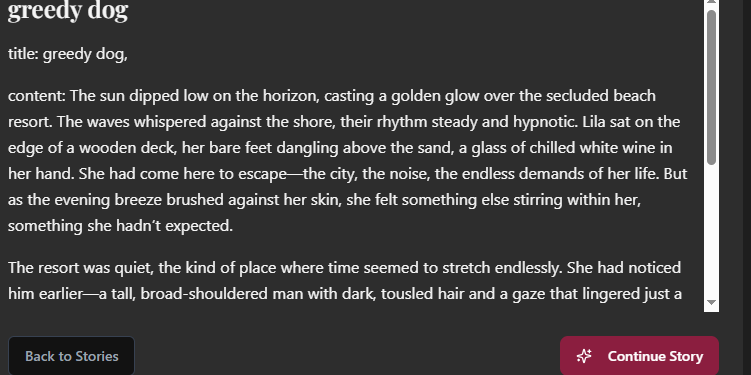 greedy dog
title: greedy dog,
content: The sun dipped low on the horizon, casting a golden glow over the secluded beach
resort. The waves whispered against the shore, their rhythm steady and hypnotic. Lila sat on the
edge of a wooden deck, her bare feet dangling above the sand, a glass of chilled white wine in
her hand. She had come here to escape—the city, the noise, the endless demands of her life. But
as the evening breeze brushed against her skin, she felt something else stirring within her,
something she hadn’t expected.
The resort was quiet, the kind of place where time seemed to stretch endlessly. She had noticed
him earlier—a tall, broad-shouldered man with dark, tousled hair and a gaze that lingered just a
Back to Stories
Continue Story